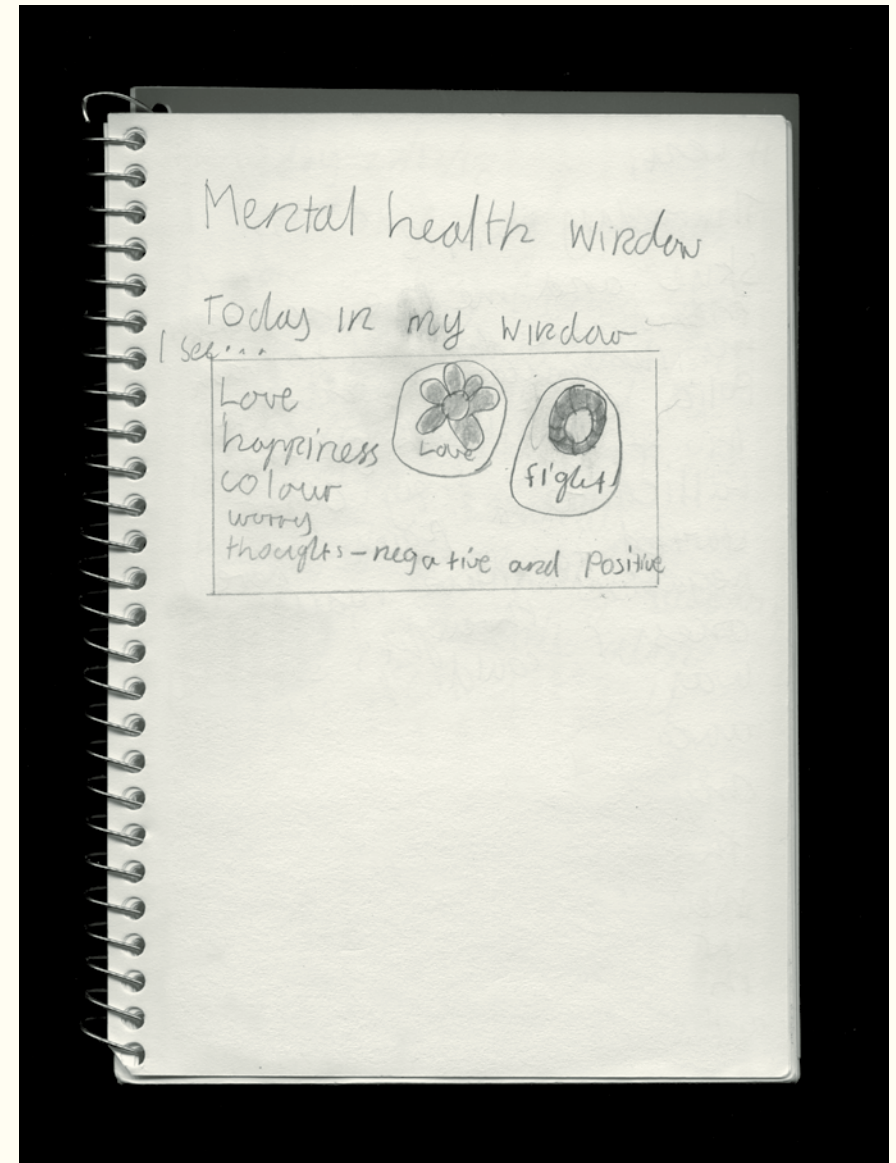 Mental health window
Today in my window
I see...
Love
happiness
colour
worry
thoughts - negative and Positive
Love
fight